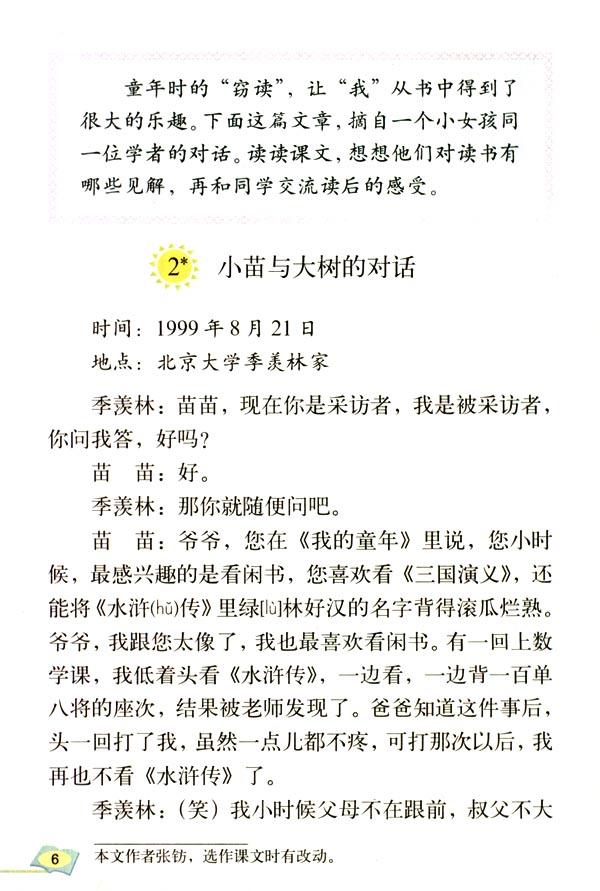 童年时的“窃读”，让“我”从书中得到了
很大的乐趣。下面这篇文章，摘自一个小女孩同
一位学者的对话。读读课文，想想他们对读书有
哪些见解，再和同学交流读后的感受。
2* 小苗与大树的对话
时间：1999年8月21日
地点：北京大学季羡林家
季羡林：苗苗，现在你是采访者，我是被采访者，
你问我答，好吗？
苗　苗：好。
季羡林：那你就随便问吧。
苗　苗：爷爷，您在《我的童年》里说，您小时
候，最感兴趣的是看闲书，您喜欢看《三国演义》，还
能将《水浒(hǔ)传》里绿[lù]林好汉的名字背得滚瓜烂熟。
爷爷，我跟您太像了，我也最喜欢看闲书。有一回上数
学课，我低着头看《水浒传》，一边看，一边背一百单
八将的座次，结果被老师发现了。爸爸知道这件事后，
头一回打了我，虽然一点儿都不疼，可打那次以后，我
再也不看《水浒传》了。
季羡林：（笑）我小时候父母不在跟前，叔父不大
本文作者张钫，选作课文时有改动。
6